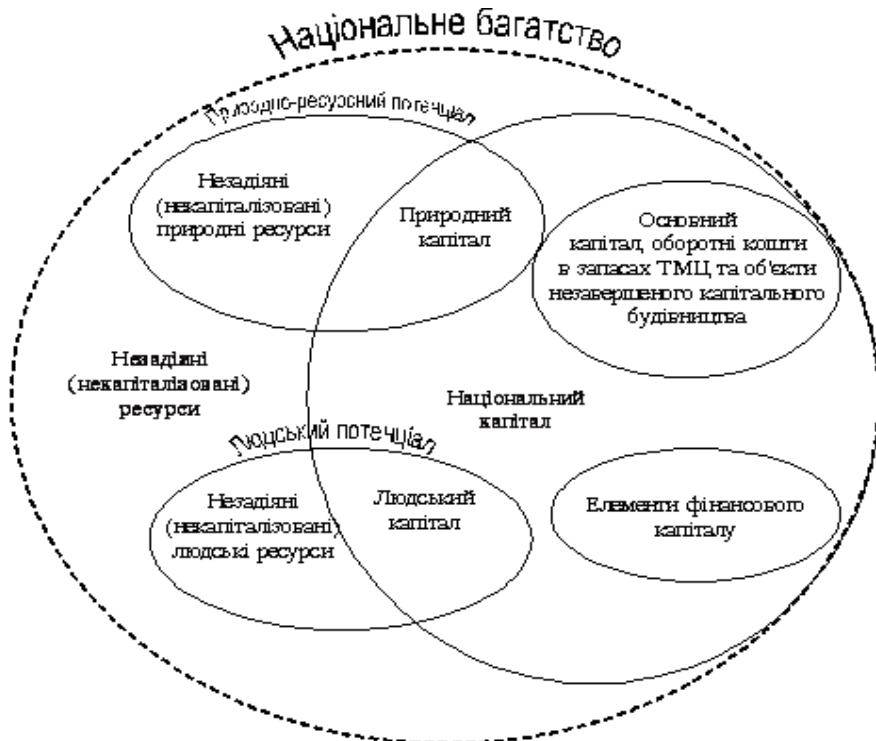 Національне багатство
Природно-ресурсний потенціал
Незадіяні
(некапіталізовані)
природні ресурси
Природний
капітал
Основний
капітал, оборотні кошти
в запасах ТМЦ та об'єкти
незавершеного капітального
будівництва
Незадіяні
(некапіталізовані)
ресурси
Національний
капітал
Людський потенціал
Незадіяні
(некапіталізовані)
людські ресурси
Людський
капітал
Елементи фінансового
капіталу